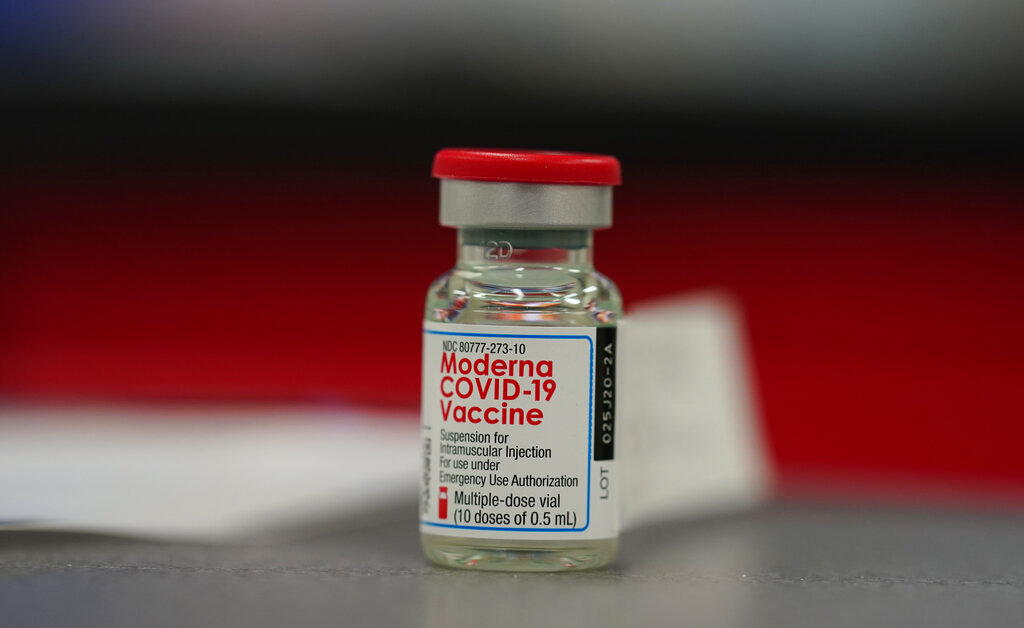 2D
NDC 80777-273-10
Moderna
COVID-19
Vaccine
Suspension for
Intramuscular Injection
For use under
Emergency Use Authorization
Multiple-dose vial
(10 doses of 0.5 mL)
LOT 025J20-2A